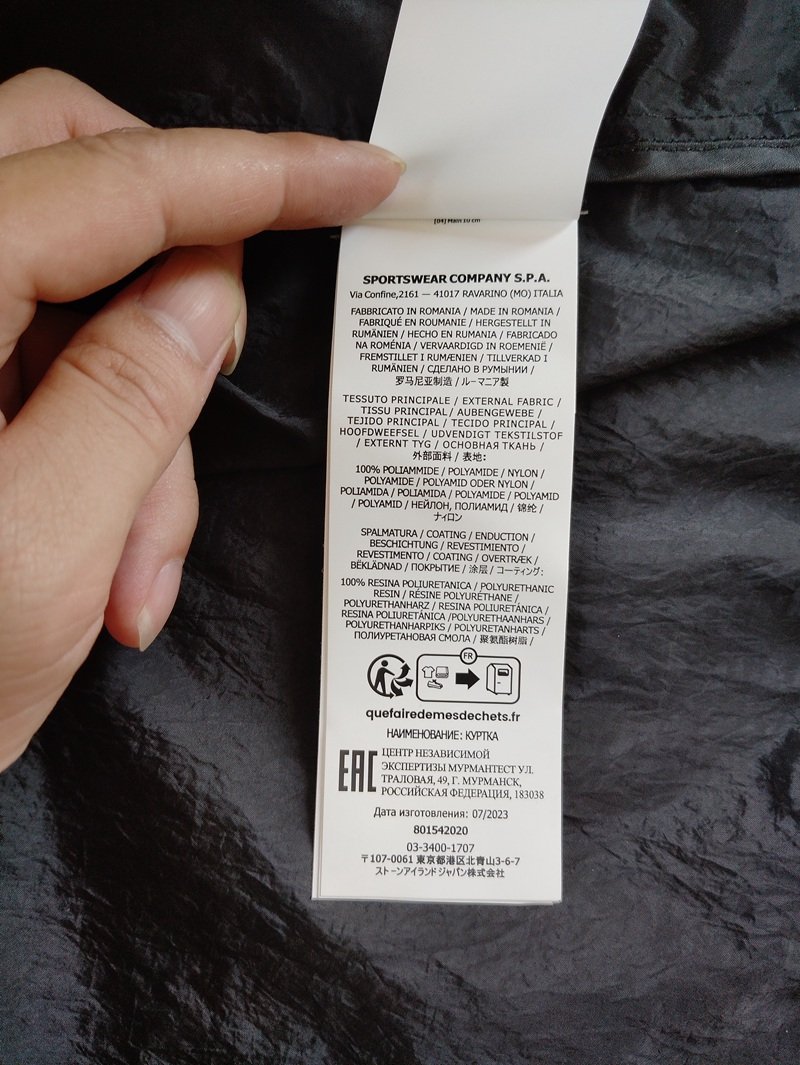 [04] Main 10 cm
SPORTSWEAR COMPANY S.P.A.
Via Confine,2161 — 41017 RAVARINO (MO) ITALIA
FABBRICATO IN ROMANIA / MADE IN ROMANIA /
FABRIQUÉ EN ROUMANIE / HERGESTELLT IN
RUMÄNIEN / HECHO EN RUMANIA / FABRICADO
NA ROMÉNIA / VERVAARDIGD IN ROEMENIË /
FREMSTILLET I RUMÆNIEN / TILLVERKAD I
RUMÄNIEN / СДЕЛАНО В РУМЫНИИ /
罗马尼亚制造 / ルーマニア製
TESSUTO PRINCIPALE / EXTERNAL FABRIC /
TISSU PRINCIPAL / AUBENGEWEBE /
TEJIDO PRINCIPAL / TECIDO PRINCIPAL /
HOOFDWEEFSEL / UDVENDIGT TEKSTILSTOF
/ EXTERNT TYG / ОСНОВНАЯ ТКАНЬ /
外部面料 / 表地:
100% POLIAMMIDE / POLYAMIDE / NYLON /
POLYAMIDE / POLYAMID ODER NYLON /
POLIAMIDA / POLIAMIDA / POLYAMIDE / POLYAMID
/ POLYAMID / НЕЙЛОН, ПОЛИАМИД / 锦纶 /
ナイロン
SPALMATURA / COATING / ENDUCTION /
BESCHICHTUNG / REVESTIMIENTO /
REVESTIMENTO / COATING / OVERTRÆK /
BËKLÄDNAD / ПОКРЫТИЕ / 涂层 / コーティング:
100% RESINA POLIURETANICA / POLYURETHANIC
RESIN / RÉSINE POLYURÉTHANE /
POLYURETHANHARZ / RESINA POLIURETÁNICA /
RESINA POLIURETÂNICA /POLYURETHAANHARS /
POLYURETHANHARPIKS / POLYURETANHARTS /
ПОЛИУРЕТАНОВАЯ СМОЛА / 聚氨酯树脂 /
FR
quefairedemesdechets.fr
НАИМЕНОВАНИЕ: КУРТКА
EAC ЦЕНТР НЕЗАВИСИМОЙ
ЭКСПЕРТИЗЫ МУРМАНТЕСТ УЛ.
ТРАЛОВАЯ, 49, Г. МУРМАНСК,
РОССИЙСКАЯ ФЕДЕРАЦИЯ, 183038
Дата изготовления: 07/2023
801542020
03-3400-1707
〒107-0061 東京都港区北青山3-6-7
ストーンアイランドジャパン株式会社